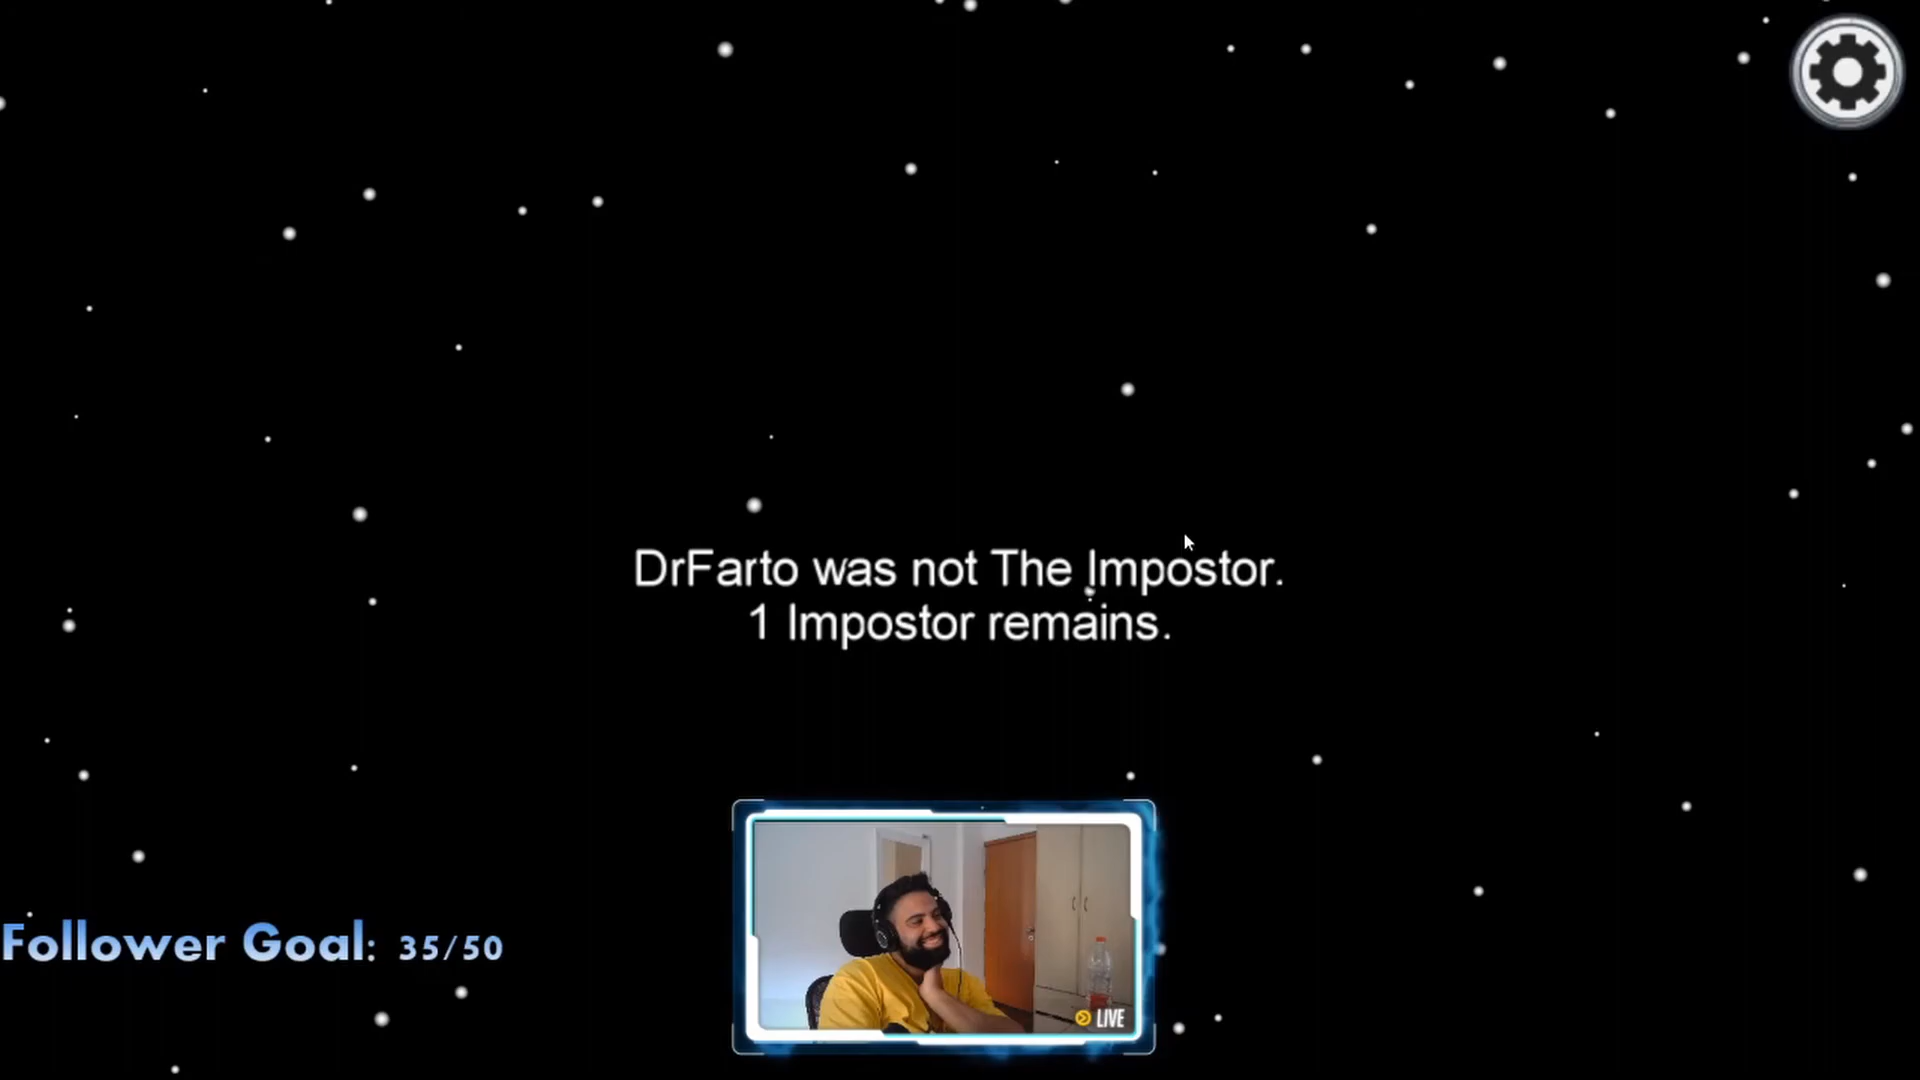 DrFarto was not The Impostor.
1 Impostor remains.
Follower Goal: 35/50
LIVE